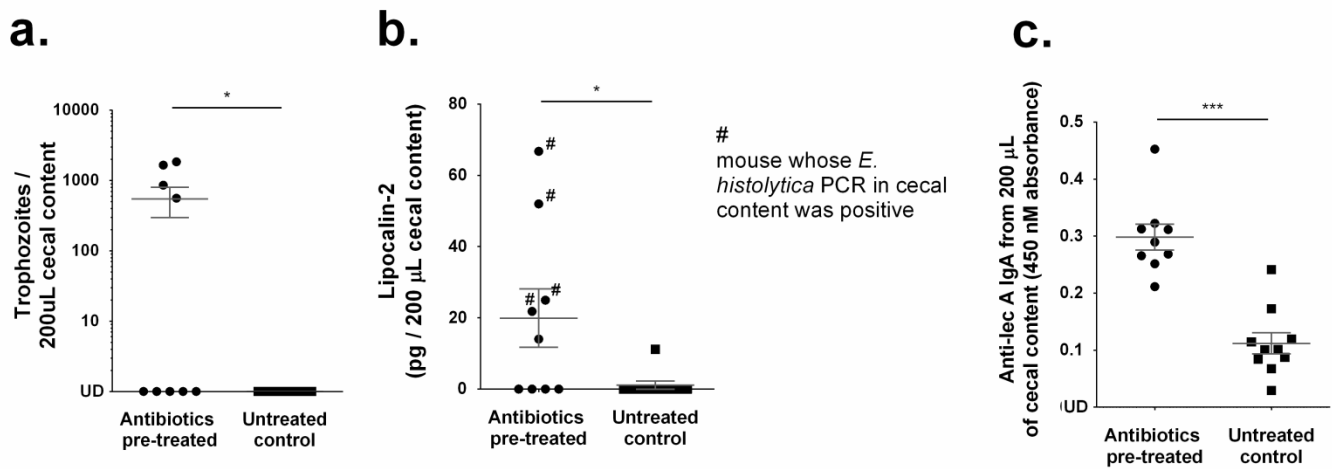 a.
Trophozoites /
200uL cecal content
10000
1000
100
10
UD
*
Antibiotics
pre-treated
Untreated
control
b.
Lipocalin-2
(pg / 200 μL cecal content)
80
60
40
20
0
*
#
#
#
#
Antibiotics
pre-treated
Untreated
control
#
mouse whose E.
histolytica PCR in cecal
content was positive
c.
Anti-lec A IgA from 200 μL
of cecal content (450 nM absorbance)
0.5
0.4
0.3
0.2
0.1
UD
***
Antibiotics
pre-treated
Untreated
control